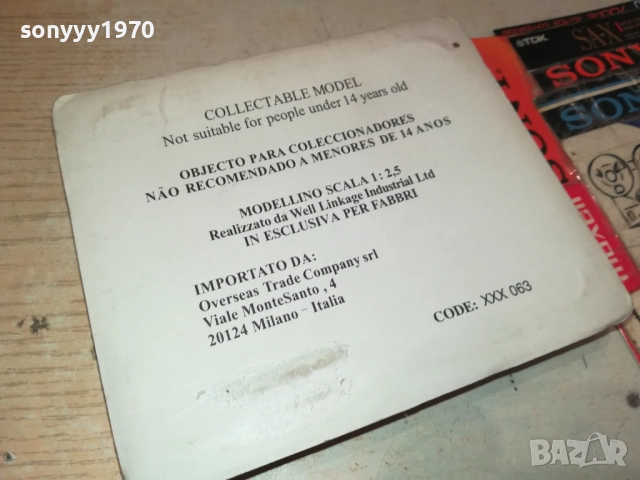 sonyyy1970
COLLECTABLE MODEL
Not suitable for people under 14 years old
OBJECTO PARA COLECCIONADORES
NÃO RECOMENDADO A MENORES DE 14 ANOS
MODELLINO SCALA 1: 2,5
Realizzato da Well Linkage Industrial Ltd
IN ESCLUSIVA PER FABBRI
IMPORTATO DA:
Overseas Trade Company srl
Viale MonteSanto , 4
20124 Milano – Italia
CODE: XXX 063
TDK
SA-X
SONY
SONY
maxell
BAZAR